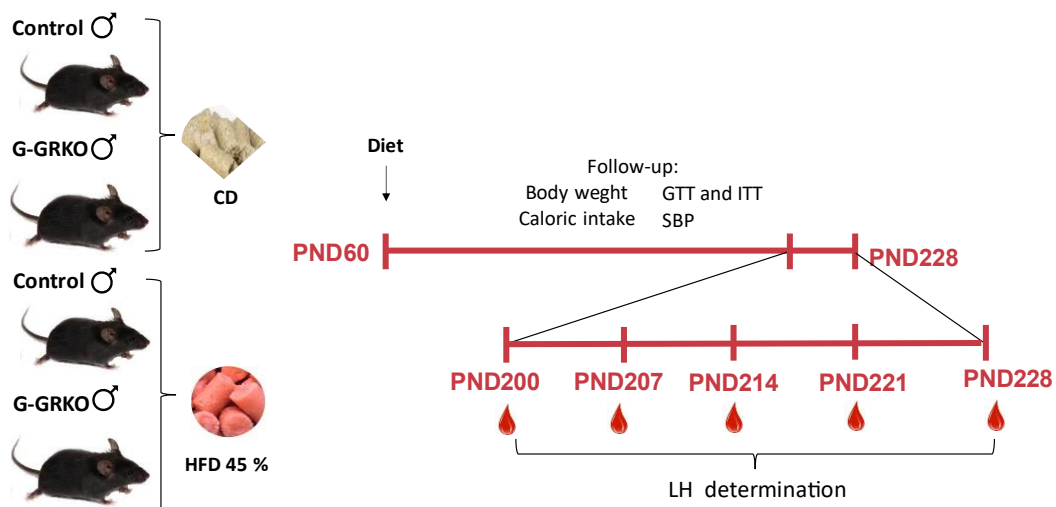 Control ♂
G-GRKO ♂
CD
Control ♂
G-GRKO ♂
HFD 45 %
Diet
Follow-up:
Body weght GTT and ITT
Caloric intake SBP
PND60
PND228
PND200 PND207 PND214 PND221 PND228
LH determination